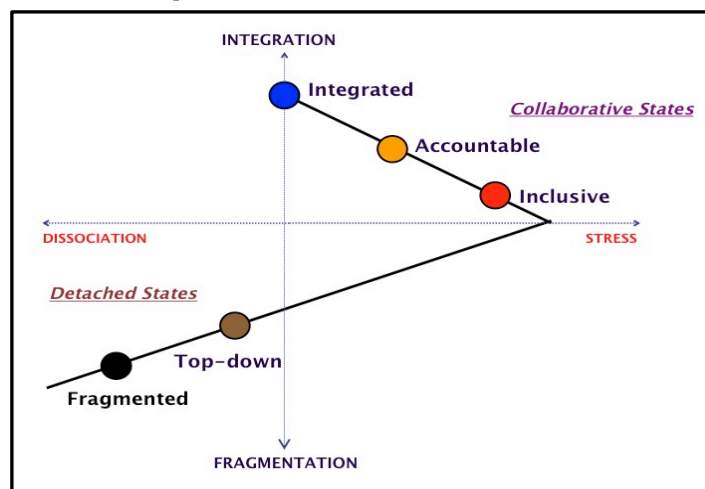 INTEGRATION
Integrated
Collaborative States
Accountable
Inclusive
DISSOCIATION
STRESS
Detached States
Top-down
Fragmented
FRAGMENTATION